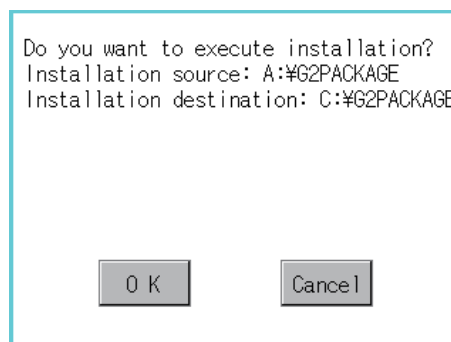 Do you want to execute installation?
Installation source: A:¥G2PACKAGE
Installation destination: C:¥G2PACKAGE
O K
Cancel